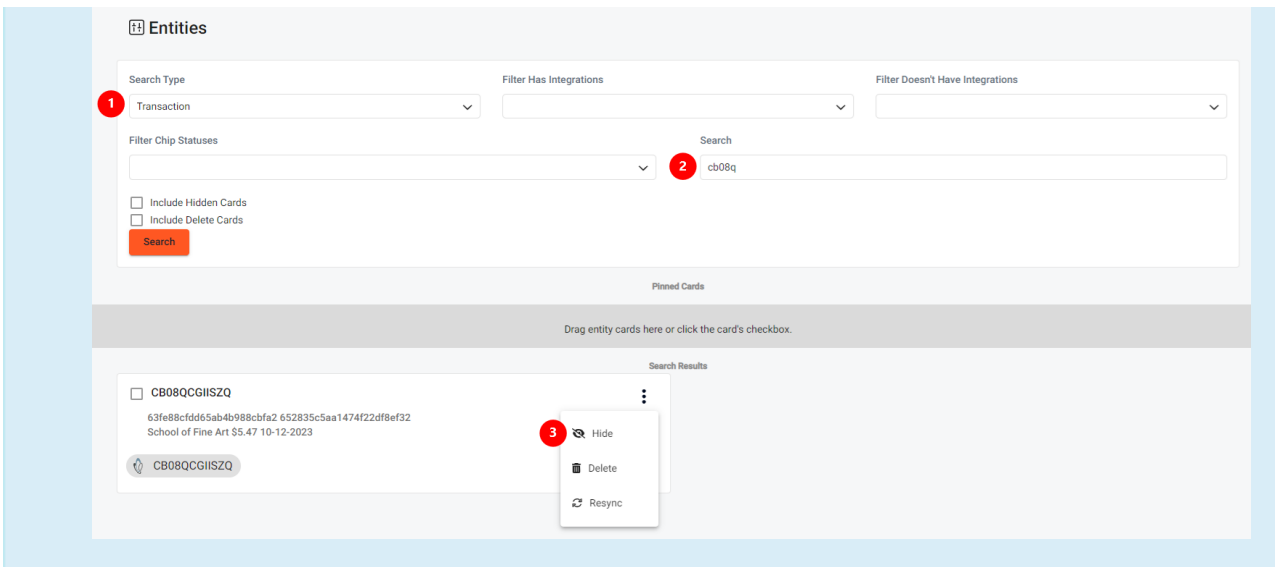 Entities
Search Type
Filter Has Integrations
Filter Doesn't Have Integrations
1
Transaction
Filter Chip Statuses
Search
2
cb08q
Include Hidden Cards
Include Delete Cards
Search
Pinned Cards
Drag entity cards here or click the card's checkbox.
Search Results
CB08QCGIISZQ
63fe88cfdd65ab4b988cbfa2 652835c5aa1474f22df8ef32
School of Fine Art $5.47 10-12-2023
CB08QCGIISZQ
3
Hide
Delete
Resync